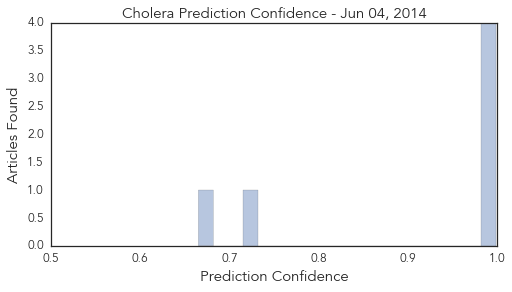 Cholera Prediction Confidence - Jun 04, 2014
Articles Found
4.0
3.5
3.0
2.5
2.0
1.5
1.0
0.5
0.0
0.5 0.6 0.7 0.8 0.9 1.0
Prediction Confidence